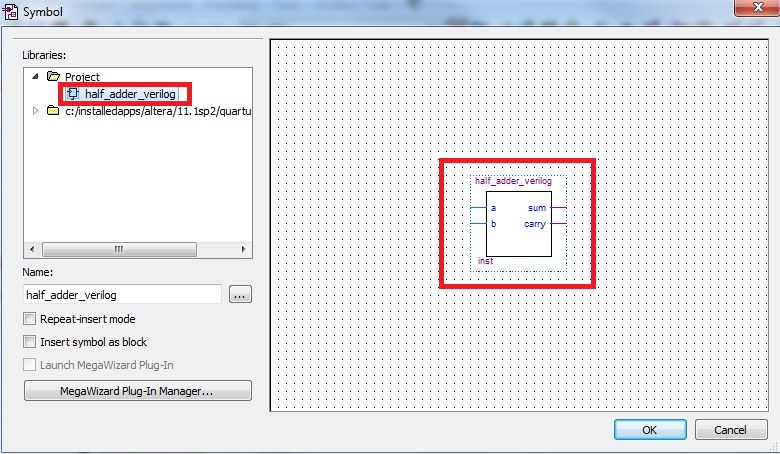 Symbol
Libraries:
Project
half_adder_verilog
c:/installedapps/altera/11.1sp2/quartu
Name:
half_adder_verilog
...
Repeat-insert mode
Insert symbol as block
Launch MegaWizard Plug-In
MegaWizard Plug-In Manager...
half_adder_verilog
a sum
b carry
inst
OK Cancel